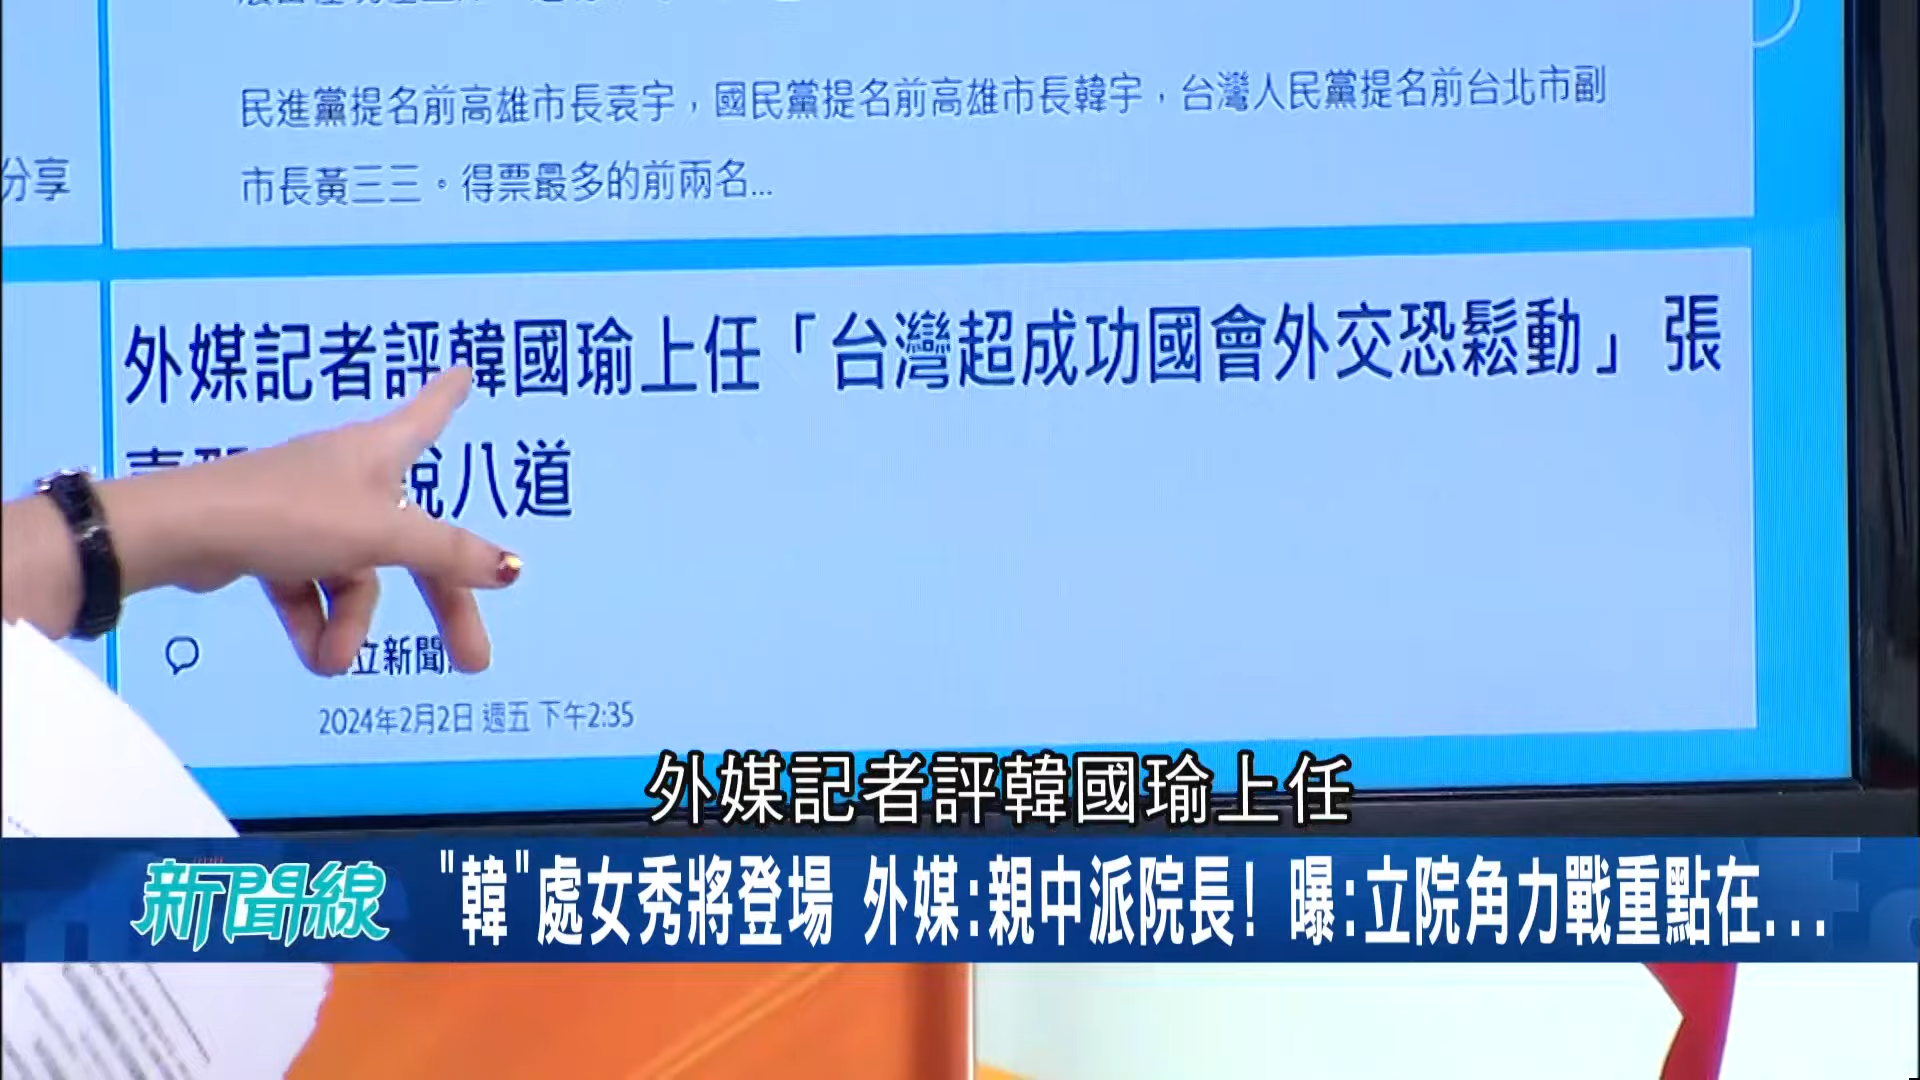 民進黨提名前高雄市長袁宇，國民黨提名前高雄市長韓宇，台灣人民黨提名前台北市副
分享
市長黃三三。得票最多的前兩名...
外媒記者評韓國瑜上任「台灣超成功國會外交恐鬆動」張
說八道
立新聞
2024年2月2日 週五 下午2:35
外媒記者評韓國瑜上任
新聞線
"韓"處女秀將登場 外媒:親中派院長! 曝:立院角力戰重點在...